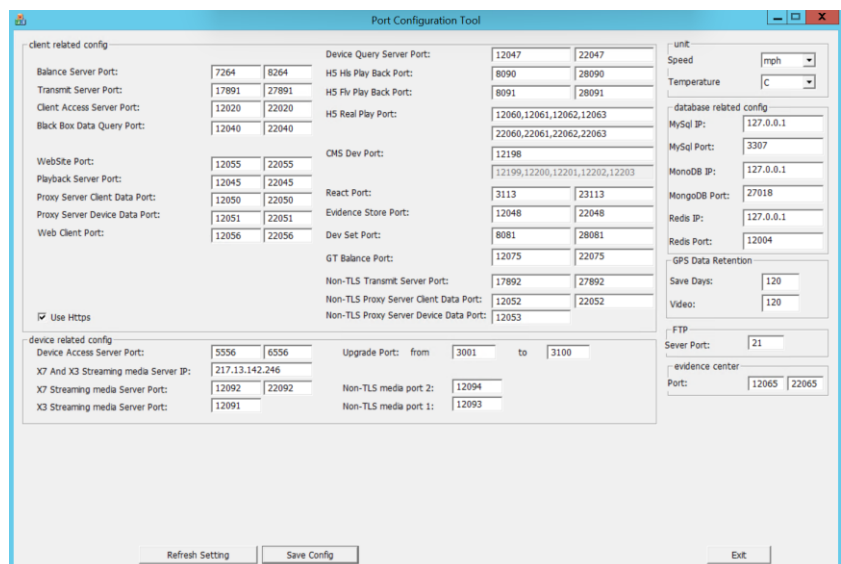 Port Configuration Tool
client related config
Balance Server Port: 7264 8264
Transmit Server Port: 17891 27891
Client Access Server Port: 12020 22020
Black Box Data Query Port: 12040 22040
WebSite Port: 12055 22055
Playback Server Port: 12045 22045
Proxy Server Client Data Port: 12050 22050
Proxy Server Device Data Port: 12051 22051
Web Client Port: 12056 22056
Use Https
Device Query Server Port: 12047 22047
H5 Hls Play Back Port: 8090 28090
H5 Flv Play Back Port: 8091 28091
H5 Real Play Port: 12060,12061,12062,12063
22060,22061,22062,22063
CMS Dev Port: 12198
12199,12200,12201,12202,12203
React Port: 3113 23113
Evidence Store Port: 12048 22048
Dev Set Port: 8081 28081
GT Balance Port: 12075 22075
Non-TLS Transmit Server Port: 17892 27892
Non-TLS Proxy Server Client Data Port: 12052 22052
Non-TLS Proxy Server Device Data Port: 12053
device related config
Device Access Server Port: 5556 6556
X7 And X3 Streaming media Server IP: 217.13.142.246
X7 Streaming media Server Port: 12092 22092
X3 Streaming media Server Port: 12091
Upgrade Port: from 3001 to 3100
Non-TLS media port 2: 12094
Non-TLS media port 1: 12093
unit
Speed mph
Temperature C
database related config
MySql IP: 127.0.0.1
MySql Port: 3307
MonoDB IP: 127.0.0.1
MongoDB Port: 27018
Redis IP: 127.0.0.1
Redis Port: 12004
GPS Data Retention
Save Days: 120
Video: 120
FTP
Sever Port: 21
evidence center
Port: 12065 22065
Refresh Setting
Save Config
Exit